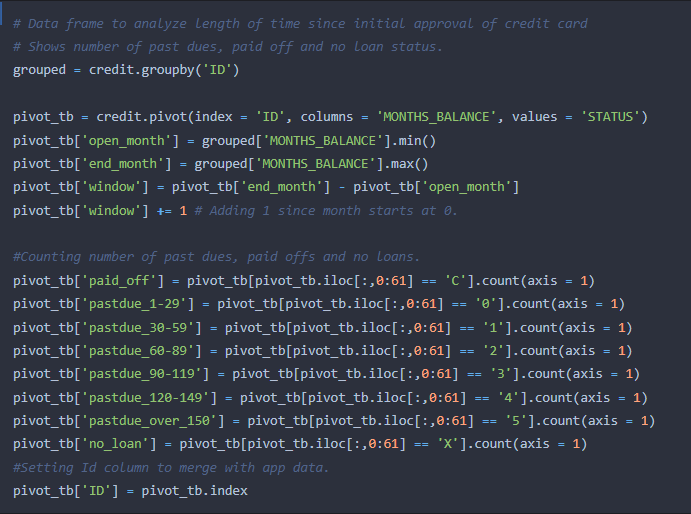 # Data frame to analyze length of time since initial approval of credit card
# Shows number of past dues, paid off and no loan status.
grouped = credit.groupby('ID')
pivot_tb = credit.pivot(index = 'ID', columns = 'MONTHS_BALANCE', values = 'STATUS')
pivot_tb['open_month'] = grouped['MONTHS_BALANCE'].min()
pivot_tb['end_month'] = grouped['MONTHS_BALANCE'].max()
pivot_tb['window'] = pivot_tb['end_month'] - pivot_tb['open_month']
pivot_tb['window'] += 1 # Adding 1 since month starts at 0.
#Counting number of past dues, paid offs and no loans.
pivot_tb['paid_off'] = pivot_tb[pivot_tb.iloc[:,0:61] == 'C'].count(axis = 1)
pivot_tb['pastdue_1-29'] = pivot_tb[pivot_tb.iloc[:,0:61] == '0'].count(axis = 1)
pivot_tb['pastdue_30-59'] = pivot_tb[pivot_tb.iloc[:,0:61] == '1'].count(axis = 1)
pivot_tb['pastdue_60-89'] = pivot_tb[pivot_tb.iloc[:,0:61] == '2'].count(axis = 1)
pivot_tb['pastdue_90-119'] = pivot_tb[pivot_tb.iloc[:,0:61] == '3'].count(axis = 1)
pivot_tb['pastdue_120-149'] = pivot_tb[pivot_tb.iloc[:,0:61] == '4'].count(axis = 1)
pivot_tb['pastdue_over_150'] = pivot_tb[pivot_tb.iloc[:,0:61] == '5'].count(axis = 1)
pivot_tb['no_loan'] = pivot_tb[pivot_tb.iloc[:,0:61] == 'X'].count(axis = 1)
#Setting Id column to merge with app data.
pivot_tb['ID'] = pivot_tb.index